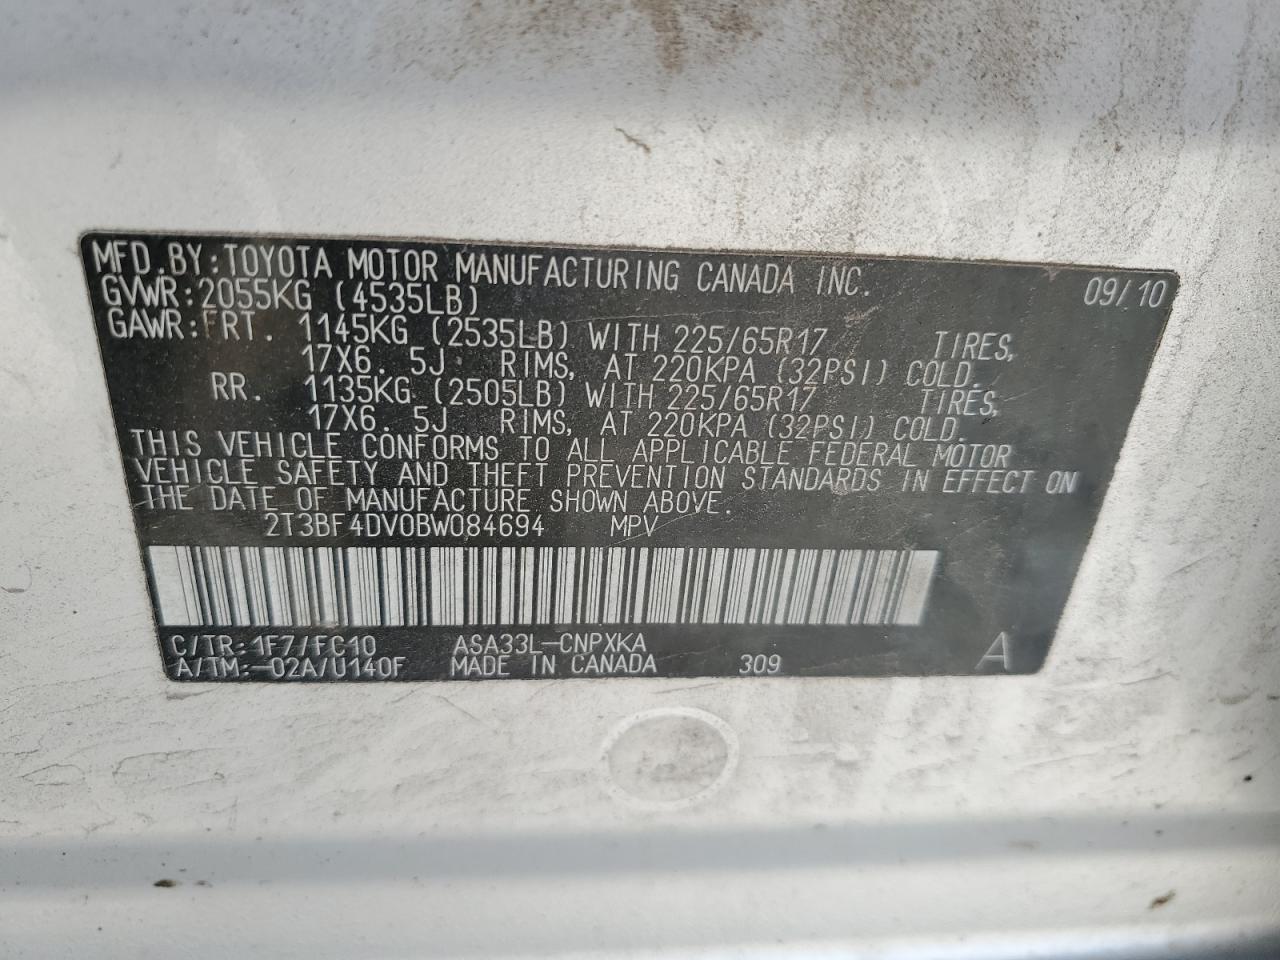 MFD.BY:TOYOTA MOTOR MANUFACTURING CANADA INC. 09/10
GVWR:2055KG (4535LB)
GAWR:FRT. 1145KG (2535LB) WITH 225/65R17 TIRES,
17X6.5J RIMS, AT 220KPA (32PSI) COLD.
RR. 1135KG (2505LB) WITH 225/65R17 TIRES,
17X6.5J RIMS, AT 220KPA (32PSI) COLD.
THIS VEHICLE CONFORMS TO ALL APPLICABLE FEDERAL MOTOR
VEHICLE SAFETY AND THEFT PREVENTION STANDARDS IN EFFECT ON
THE DATE OF MANUFACTURE SHOWN ABOVE.
2T3BF4DV0BW084694 MPV
C/TR:1F7/FC10 ASA33L-CNPXKA
A/TM:-02A/U140F MADE IN CANADA 309 A